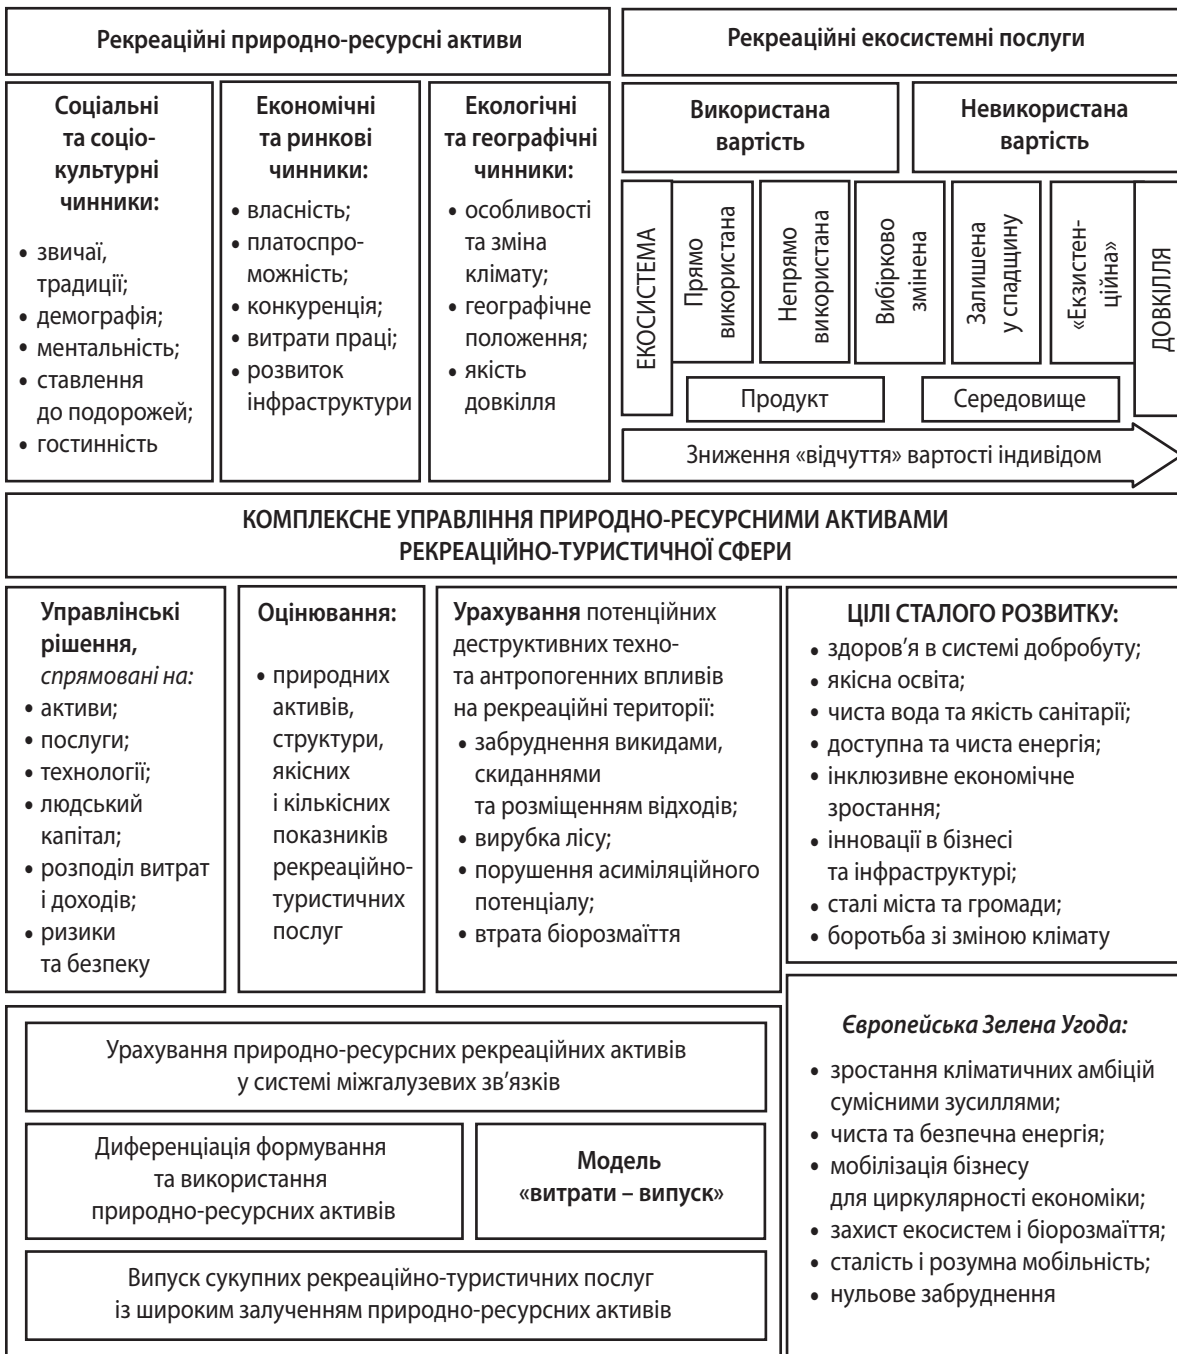 Рекреаційні природно-ресурсні активи
Рекреаційні екосистемні послуги
Соціальні
та соціо-
культурні
чинники:
• звичаї,
традиції;
• демографія;
• ментальність;
• ставлення
до подорожей;
• гостинність
Економічні
та ринкові
чинники:
• власність;
• платоспро-
можність;
• конкуренція;
• витрати праці;
• розвиток
інфраструктури
Екологічні
та географічні
чинники:
• особливості
та зміна
клімату;
• географічне
положення;
• якість
довкілля
Використана
вартість
Невикористана
вартість
ЕКОСИСТЕМА
Прямо
використана
Непрямо
використана
Вибірково
змінена
Залишена
у спадщину
«Екзистен-
ційна»
ДОВКІЛЛЯ
Продукт
Середовище
Зниження «відчуття» вартості індивідом
КОМПЛЕКСНЕ УПРАВЛІННЯ ПРИРОДНО-РЕСУРСНИМИ АКТИВАМИ
РЕКРЕАЦІЙНО-ТУРИСТИЧНОЇ СФЕРИ
Управлінські
рішення,
спрямовані на:
• активи;
• послуги;
• технології;
• людський
капітал;
• розподіл витрат
і доходів;
• ризики
та безпеку
Оцінювання:
• природних
активів,
структури,
якісних
і кількісних
показників
рекреаційно-
туристичних
послуг
Урахування потенційних
деструктивних техно-
та антропогенних впливів
на рекреаційні території:
• забруднення викидами,
скиданнями
та розміщенням відходів;
• вирубка лісу;
• порушення асиміляційного
потенціалу;
• втрата біорозмаїття
ЦІЛІ СТАЛОГО РОЗВИТКУ:
• здоров’я в системі добробуту;
• якісна освіта;
• чиста вода та якість санітарії;
• доступна та чиста енергія;
• інклюзивне економічне
зростання;
• інновації в бізнесі
та інфраструктурі;
• сталі міста та громади;
• боротьба зі зміною клімату
Урахування природно-ресурсних рекреаційних активів
у системі міжгалузевих зв’язків
Диференціація формування
та використання
природно-ресурсних активів
Модель
«витрати – випуск»
Випуск сукупних рекреаційно-туристичних послуг
із широким залученням природно-ресурсних активів
Європейська Зелена Угода:
• зростання кліматичних амбіцій
сумісними зусиллями;
• чиста та безпечна енергія;
• мобілізація бізнесу
для циркулярності економіки;
• захист екосистем і біорозмаїття;
• сталість і розумна мобільність;
• нульове забруднення